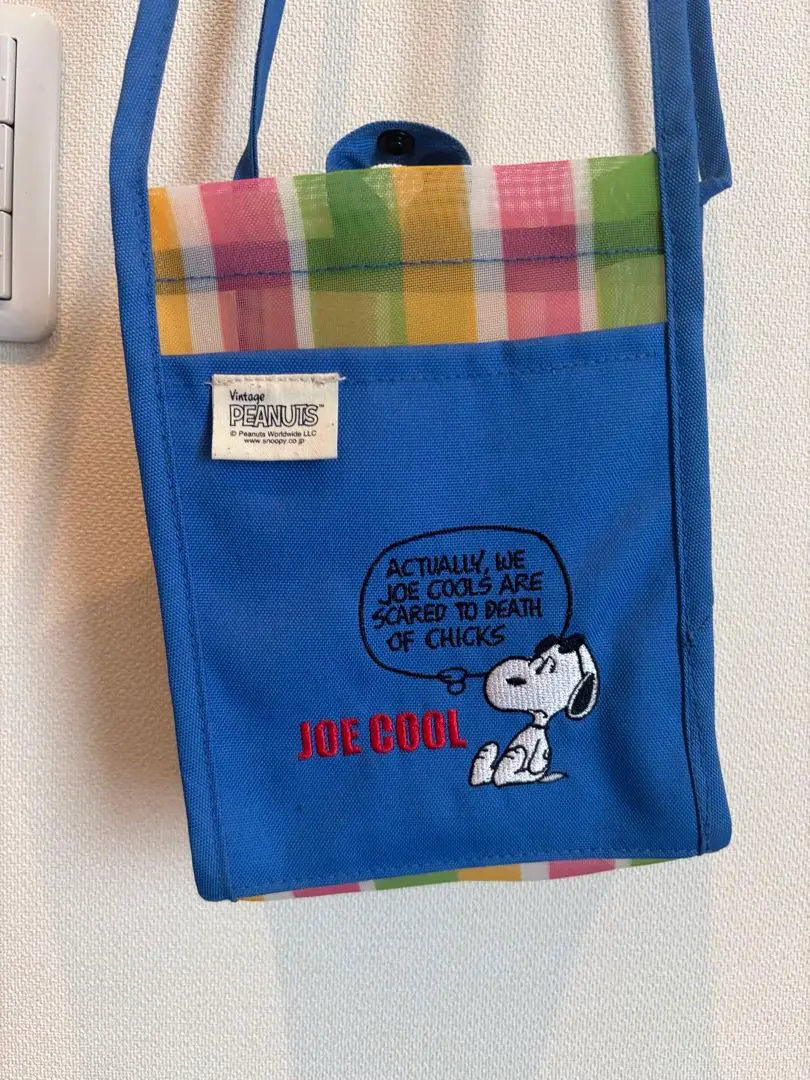 Vintage
PEANUTS™
© Peanuts Worldwide LLC
www.snoopy.co.jp
ACTUALLY, WE
JOE COOLS ARE
SCARED TO DEATH
OF CHICKS
JOE COOL